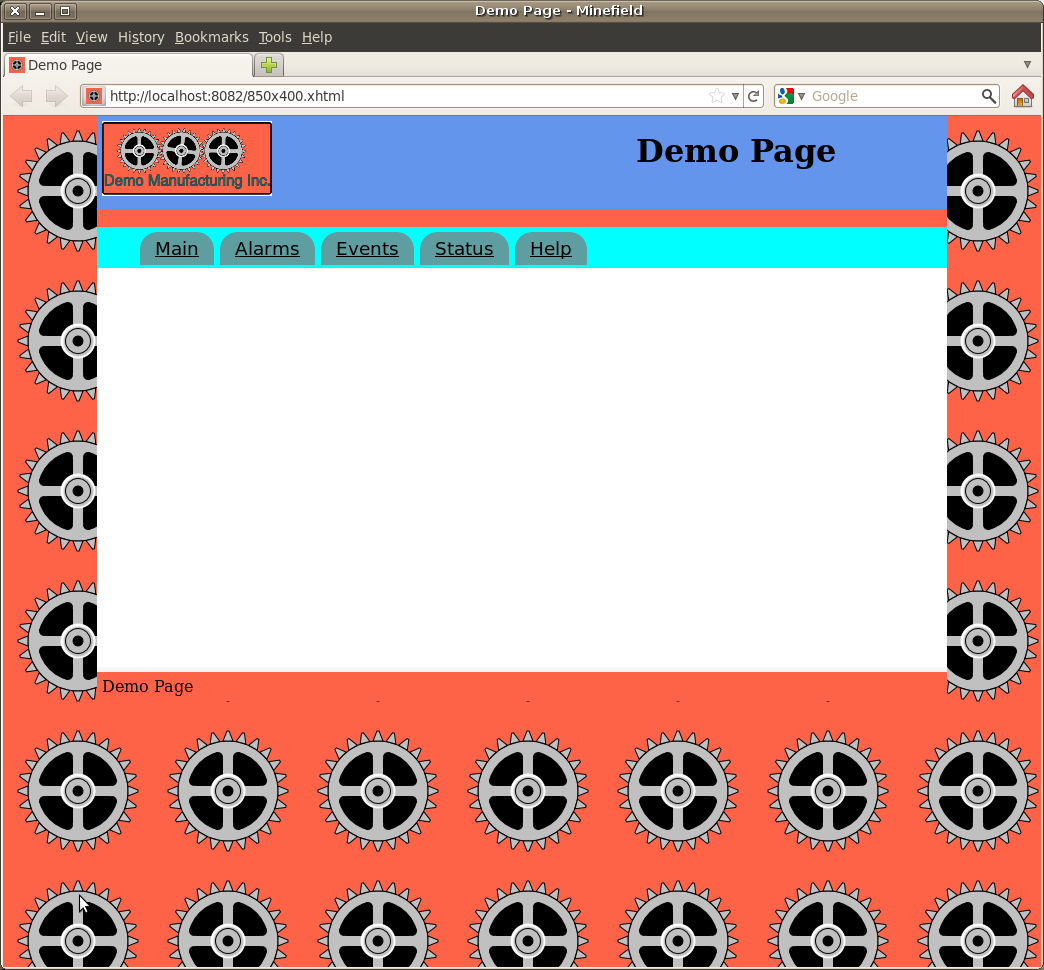 Demo Page - Minefield
File Edit View History Bookmarks Tools Help
Demo Page
http://localhost:8082/850x400.xhtml Google
Demo Manufacturing Inc.
Demo Page
Main Alarms Events Status Help
Demo Page